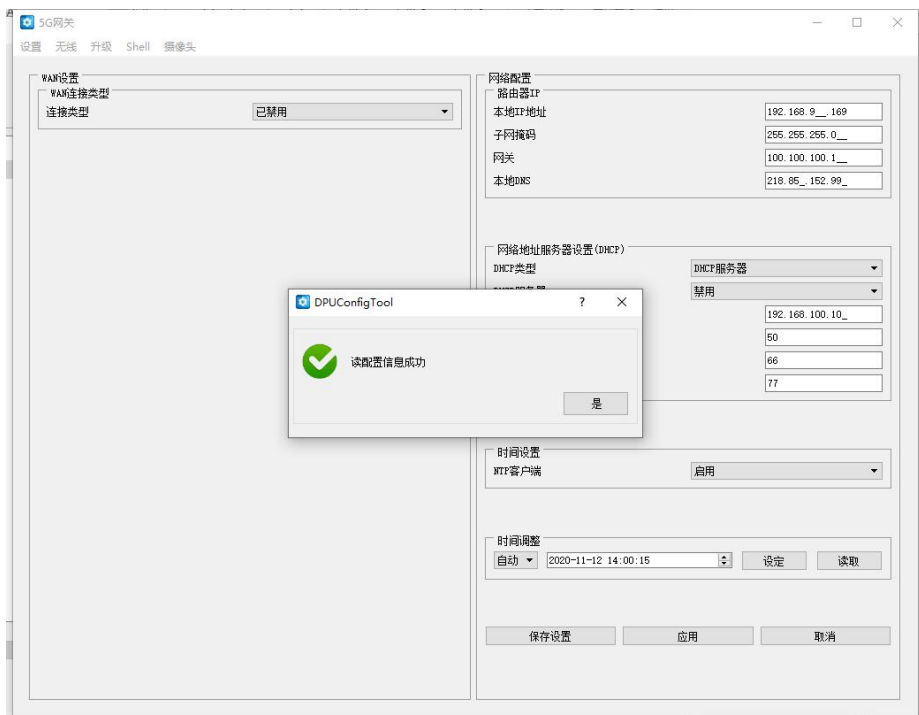 5G网关
设置 无线 升级 Shell 摄像头
WAN设置
WAN连接类型
连接类型 已禁用
网络配置
路由器IP
本地IP地址 192.168.9__.169
子网掩码 255.255.255.0__
网关 100.100.100.1__
本地DNS 218.85_.152.99_
网络地址服务器设置(DHCP)
DHCP类型 DHCP服务器
禁用
192.168.100.10_
50
66
77
DPUConfigTool
读配置信息成功
是
时间设置
NTP客户端 启用
时间调整
自动 2020-11-12 14:00:15 设定 读取
保存设置 应用 取消